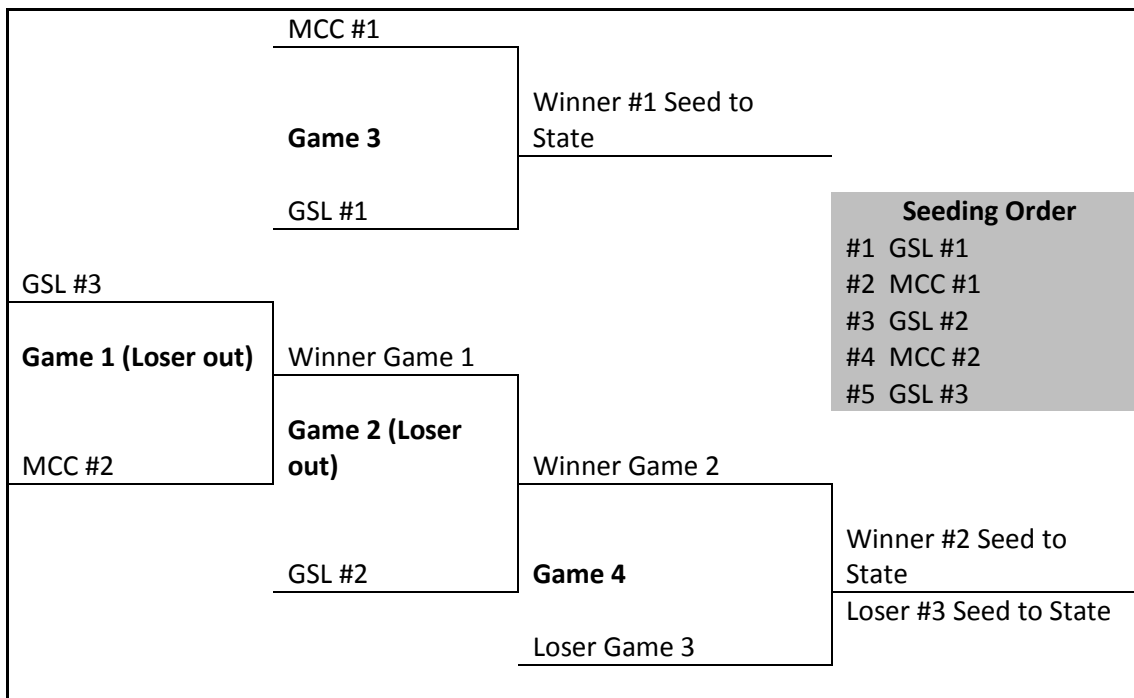 MCC #1
Winner #1 Seed to
State
Game 3
GSL #1
Seeding Order
#1 GSL #1
#2 MCC #1
#3 GSL #2
#4 MCC #2
#5 GSL #3
GSL #3
Game 1 (Loser out)
Winner Game 1
Game 2 (Loser
out)
MCC #2
Winner Game 2
GSL #2
Game 4
Winner #2 Seed to
State
Loser #3 Seed to State
Loser Game 3